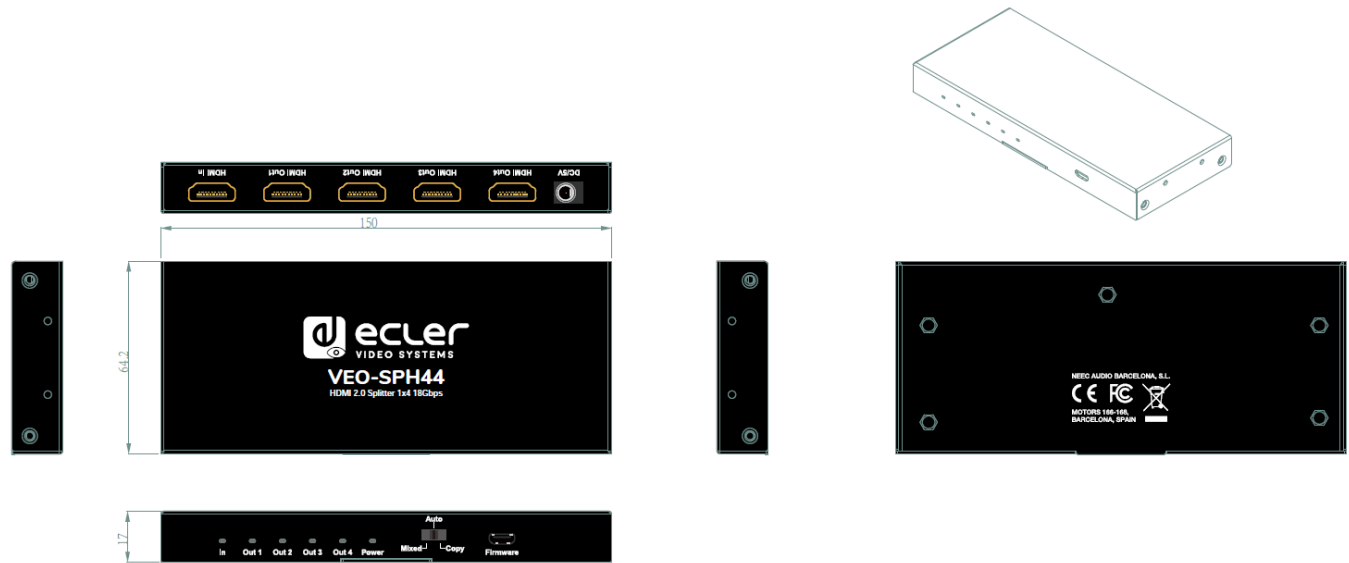 HDMI In
HDMI Out1
HDMI Out2
HDMI Out3
HDMI Out4
DC/5V
150
64.2
ecler
VIDEO SYSTEMS
VEO-SPH44
HDMI 2.0 Splitter 1x4 18Gbps
NEEC AUDIO BARCELONA, S.L.
CE FC
MOTORS 166-168,
BARCELONA, SPAIN
17
Auto
In
Out 1
Out 2
Out 3
Out 4
Power
Mixed
Copy
Firmware